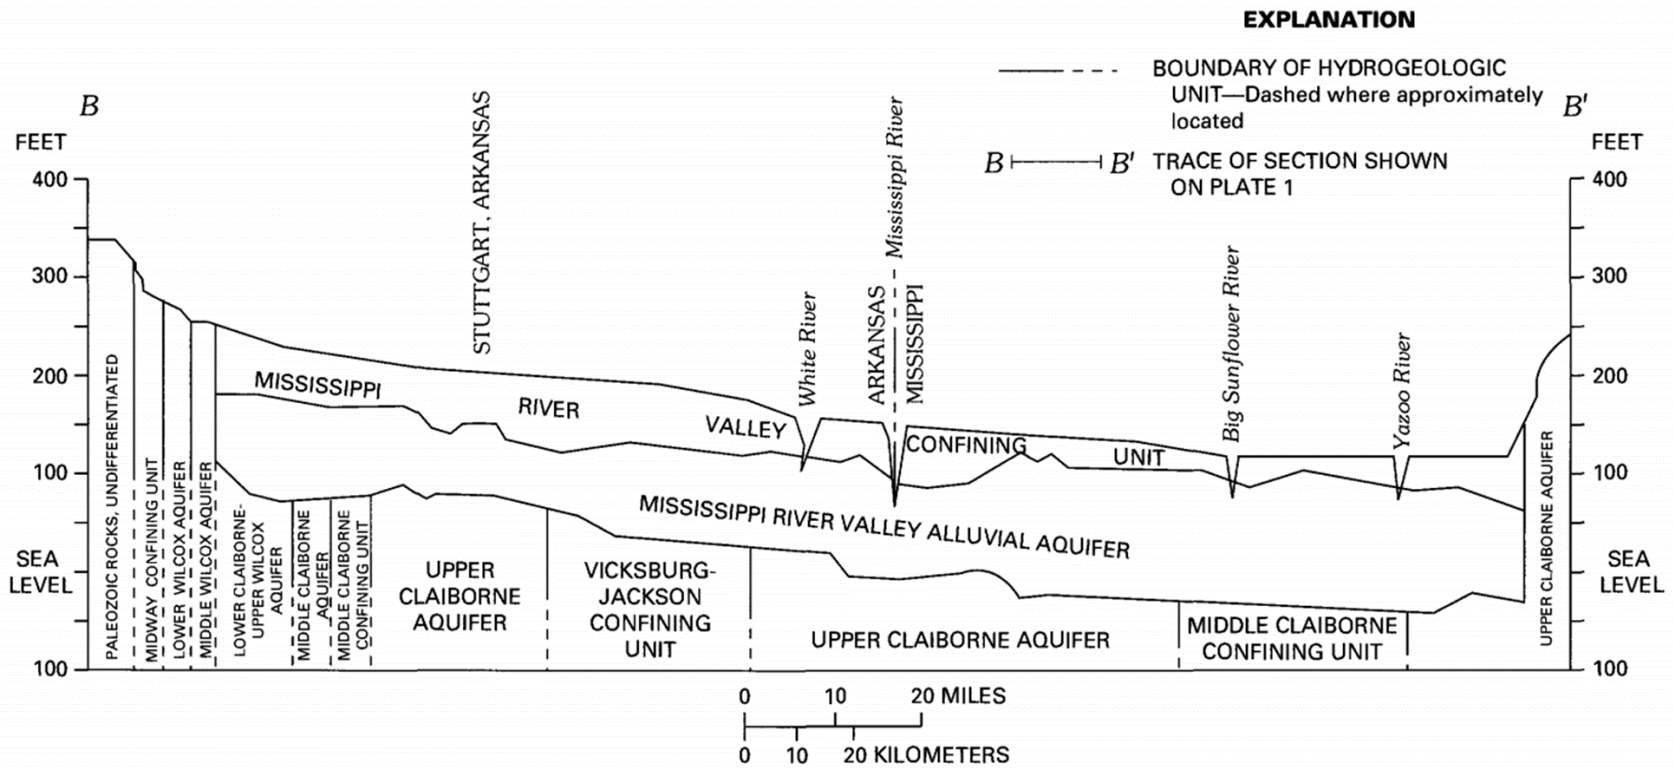 EXPLANATION
BOUNDARY OF HYDROGEOLOGIC
UNIT—Dashed where approximately
located
B B' TRACE OF SECTION SHOWN
ON PLATE 1
B
B'
FEET
FEET
400
300
200
100
SEA
LEVEL
100
400
300
200
100
SEA
LEVEL
100
STUTTGART, ARKANSAS
White River
ARKANSAS
Mississippi River
MISSISSIPPI
Big Sunflower River
Yazoo River
MISSISSIPPI RIVER VALLEY CONFINING UNIT
MISSISSIPPI RIVER VALLEY ALLUVIAL AQUIFER
PALEOZOIC ROCKS, UNDIFFERENTIATED
MIDWAY CONFINING UNIT
LOWER WILCOX AQUIFER
MIDDLE WILCOX AQUIFER
LOWER CLAIBORNE-
UPPER WILCOX
AQUIFER
MIDDLE CLAIBORNE
AQUIFER
MIDDLE CLAIBORNE
CONFINING UNIT
UPPER
CLAIBORNE
AQUIFER
VICKSBURG-
JACKSON
CONFINING
UNIT
UPPER CLAIBORNE AQUIFER
MIDDLE CLAIBORNE
CONFINING UNIT
UPPER CLAIBORNE AQUIFER
0 10 20 MILES
0 10 20 KILOMETERS